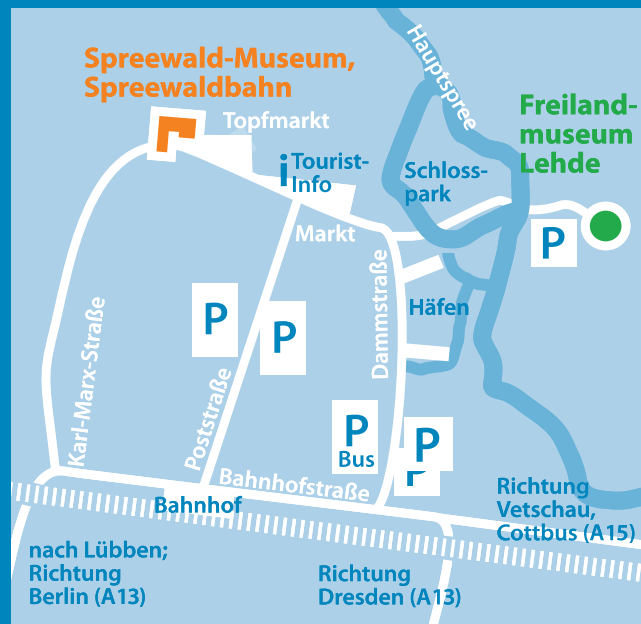 Spreewald-Museum,
Spreewaldbahn
Topfmarkt
Hauptspree
Freiland-
museum
Lehde
i Tourist-
Info
Schloss-
park
Markt
P
Dammstraße
Häfen
P
P
Karl-Marx-Straße
Poststraße
P
Bus
P
P
Bahnhofstraße
Bahnhof
Richtung
Vetschau,
Cottbus (A15)
nach Lübben;
Richtung
Berlin (A13)
Richtung
Dresden (A13)